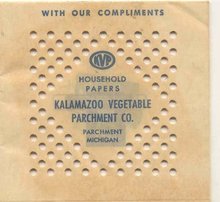 WITH OUR COMPLIMENTS
KVP
HOUSEHOLD
PAPERS
KALAMAZOO VEGETABLE
PARCHMENT CO.
PARCHMENT
MICHIGAN